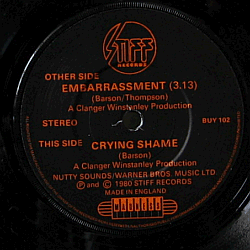 STIFF
RECORDS
OTHER SIDE
EMBARRASSMENT (3.13)
(Barson/Thompson)
A Clanger Winstanley Production
STEREO BUY 102
THIS SIDE CRYING SHAME
(Barson)
A Clanger Winstanley Production
NUTTY SOUNDS/WARNER BROS. MUSIC LTD
℗ and © 1980 STIFF RECORDS
MADE IN ENGLAND